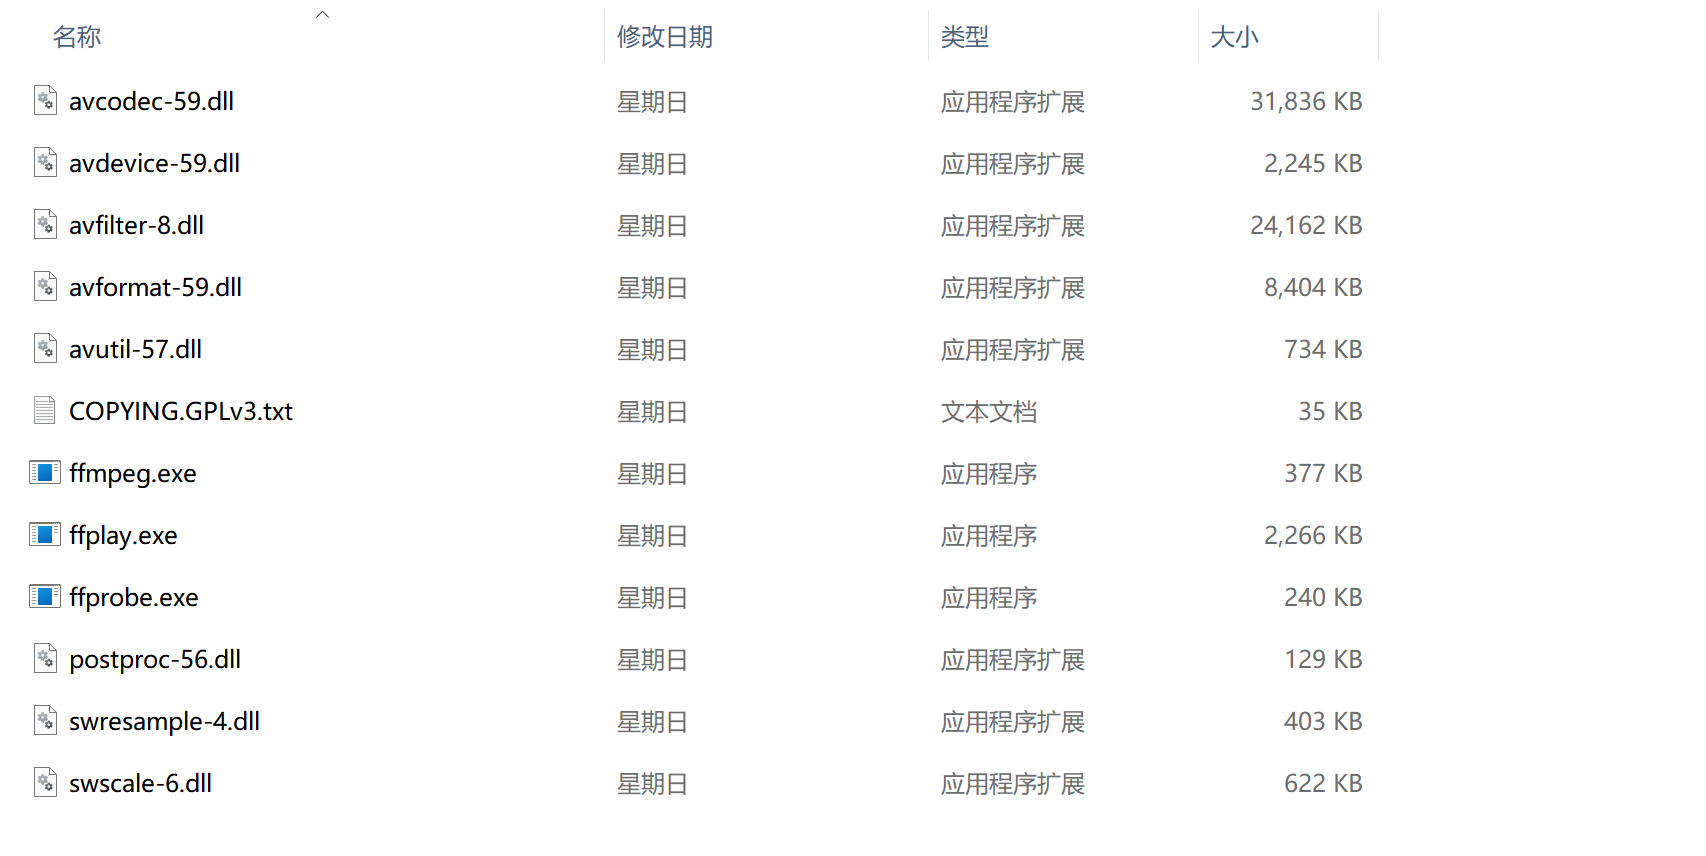 名称 修改日期 类型 大小
avcodec-59.dll 星期日 应用程序扩展 31,836 KB
avdevice-59.dll 星期日 应用程序扩展 2,245 KB
avfilter-8.dll 星期日 应用程序扩展 24,162 KB
avformat-59.dll 星期日 应用程序扩展 8,404 KB
avutil-57.dll 星期日 应用程序扩展 734 KB
COPYING.GPLv3.txt 星期日 文本文档 35 KB
ffmpeg.exe 星期日 应用程序 377 KB
ffplay.exe 星期日 应用程序 2,266 KB
ffprobe.exe 星期日 应用程序 240 KB
postproc-56.dll 星期日 应用程序扩展 129 KB
swresample-4.dll 星期日 应用程序扩展 403 KB
swscale-6.dll 星期日 应用程序扩展 622 KB